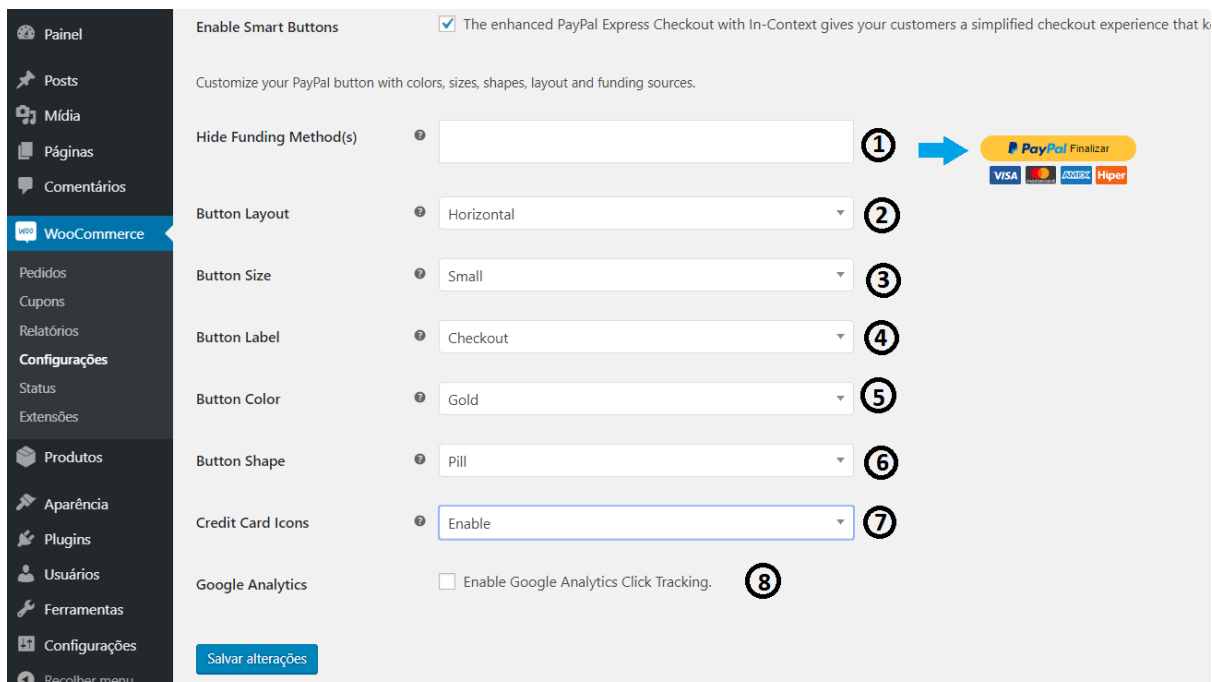 Painel
Posts
Mídia
Páginas
Comentários
Woo WooCommerce
Pedidos
Cupons
Relatórios
Configurações
Status
Extensões
Produtos
Aparência
Plugins
Usuários
Ferramentas
Configurações
Recolher menu
Enable Smart Buttons
The enhanced PayPal Express Checkout with In-Context gives your customers a simplified checkout experience that
Customize your PayPal button with colors, sizes, shapes, layout and funding sources.
Hide Funding Method(s) ? 1
PayPal Finalizar
VISA mastercard AMEX Hiper
Button Layout ? Horizontal 2
Button Size ? Small 3
Button Label ? Checkout 4
Button Color ? Gold 5
Button Shape ? Pill 6
Credit Card Icons ? Enable 7
Google Analytics Enable Google Analytics Click Tracking. 8
Salvar alterações